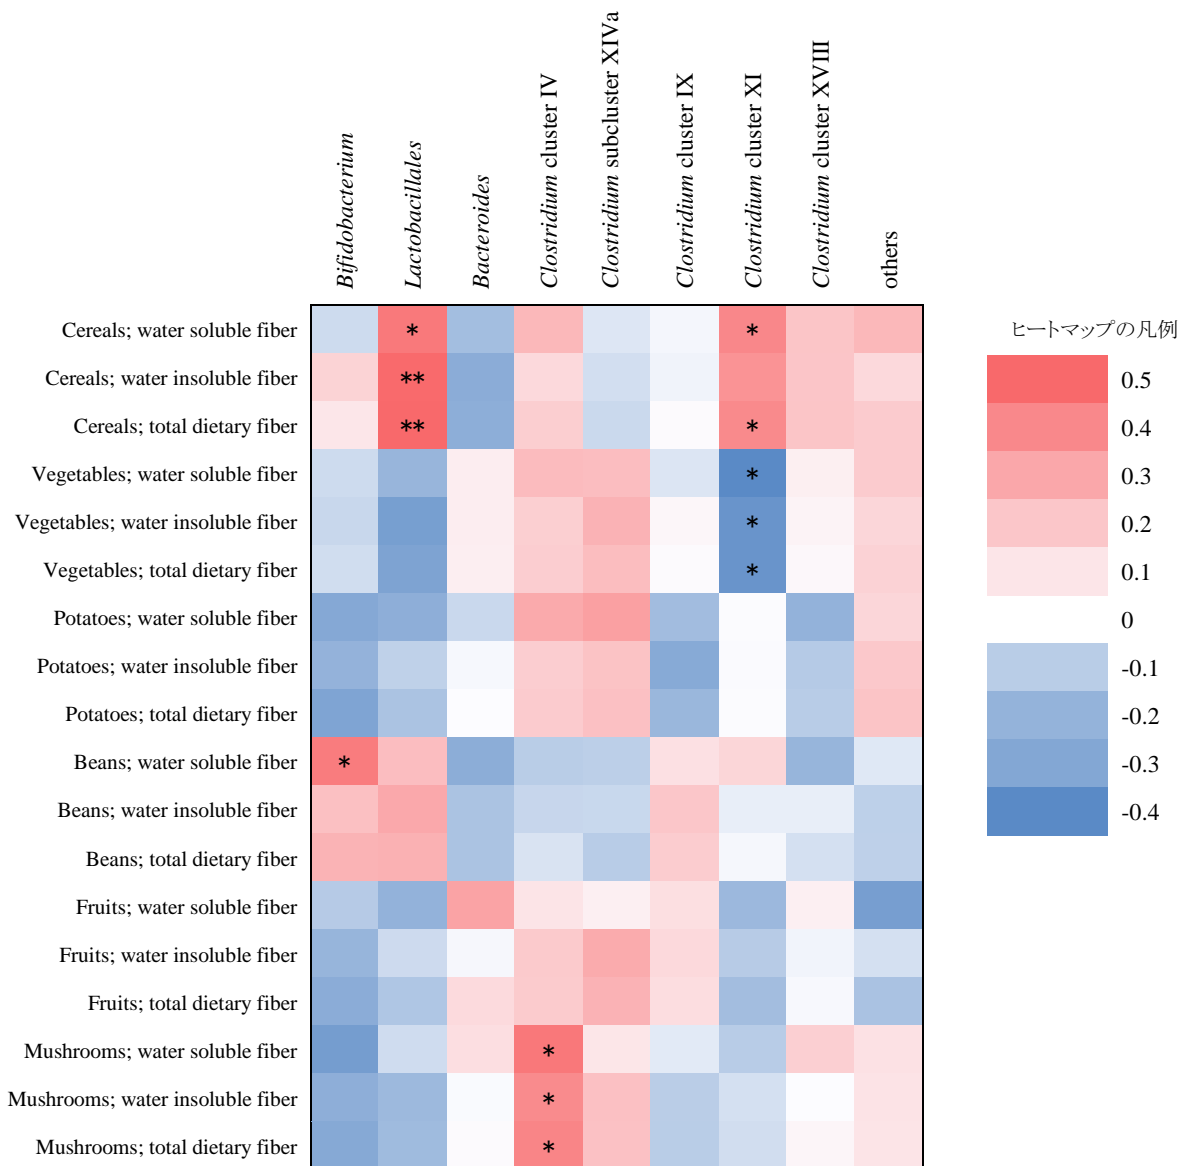 Bifidobacterium
Lactobacillales
Bacteroides
Clostridium cluster IV
Clostridium subcluster XIVa
Clostridium cluster IX
Clostridium cluster XI
Clostridium cluster XVIII
others
Cereals; water soluble fiber
* *
Cereals; water insoluble fiber
**
Cereals; total dietary fiber
** *
Vegetables; water soluble fiber
*
Vegetables; water insoluble fiber
*
Vegetables; total dietary fiber
*
Potatoes; water soluble fiber
Potatoes; water insoluble fiber
Potatoes; total dietary fiber
Beans; water soluble fiber
*
Beans; water insoluble fiber
Beans; total dietary fiber
Fruits; water soluble fiber
Fruits; water insoluble fiber
Fruits; total dietary fiber
Mushrooms; water soluble fiber
*
Mushrooms; water insoluble fiber
*
Mushrooms; total dietary fiber
*
ヒートマップの凡例
0.5
0.4
0.3
0.2
0.1
0
-0.1
-0.2
-0.3
-0.4